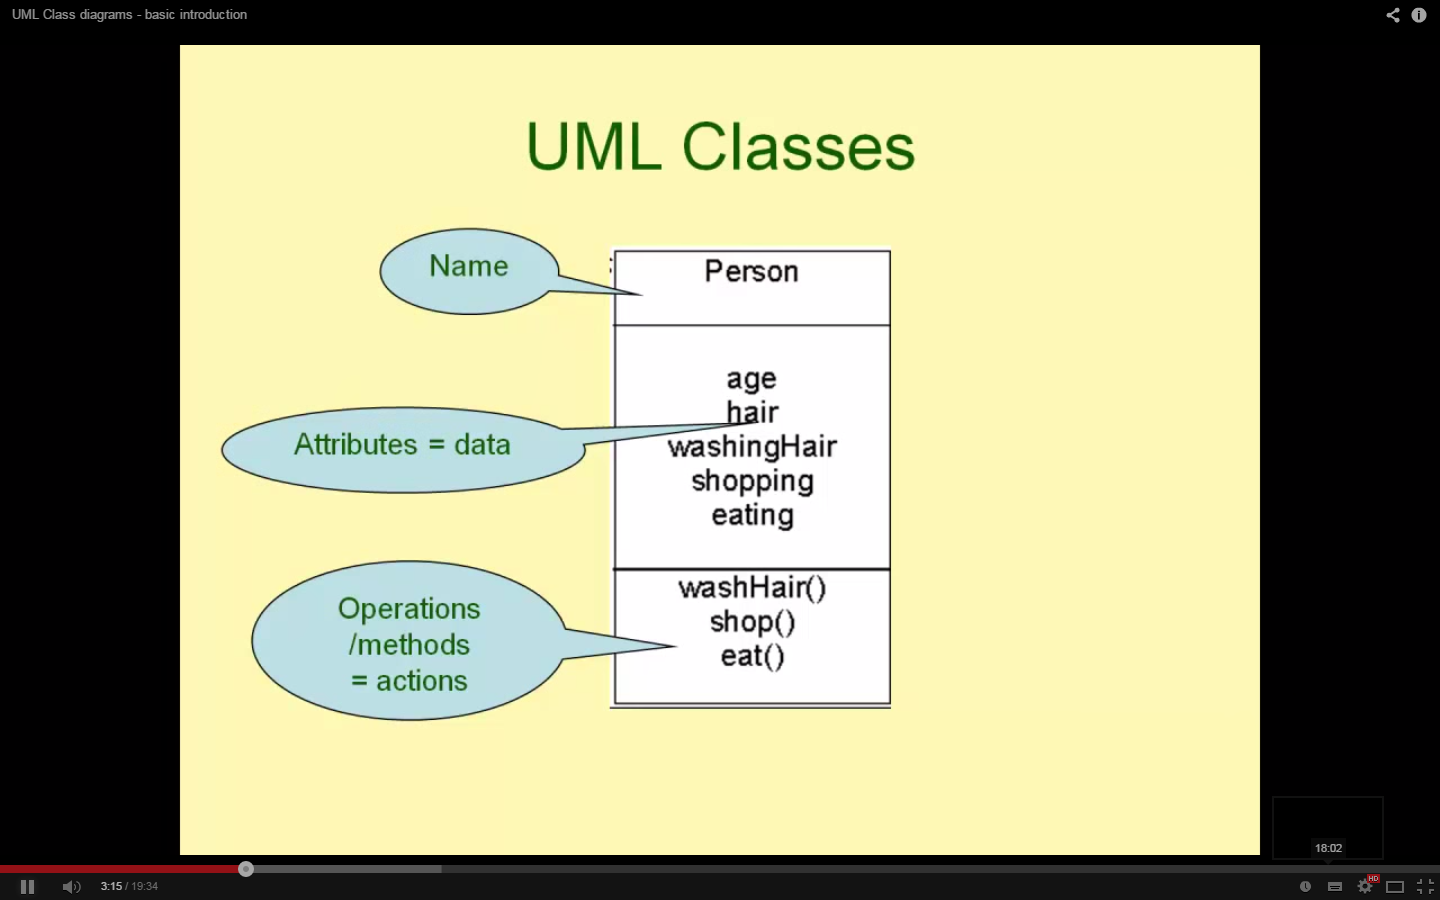 UML Class diagrams - basic introduction
UML Classes
Name
Person
age
hair
Attributes = data
washingHair
shopping
eating
washHair()
Operations
/methods
= actions
shop()
eat()
18:02
3:15 / 19:34
HD